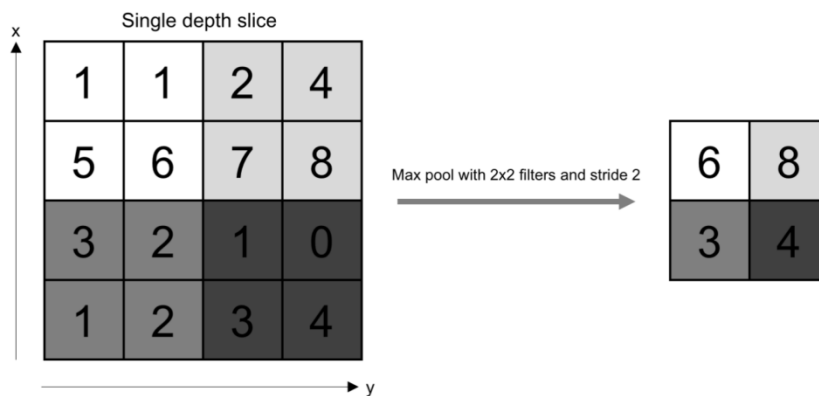 Single depth slice
x
1 1 2 4
5 6 7 8
3 2 1 0
1 2 3 4
y
Max pool with 2x2 filters and stride 2
6 8
3 4